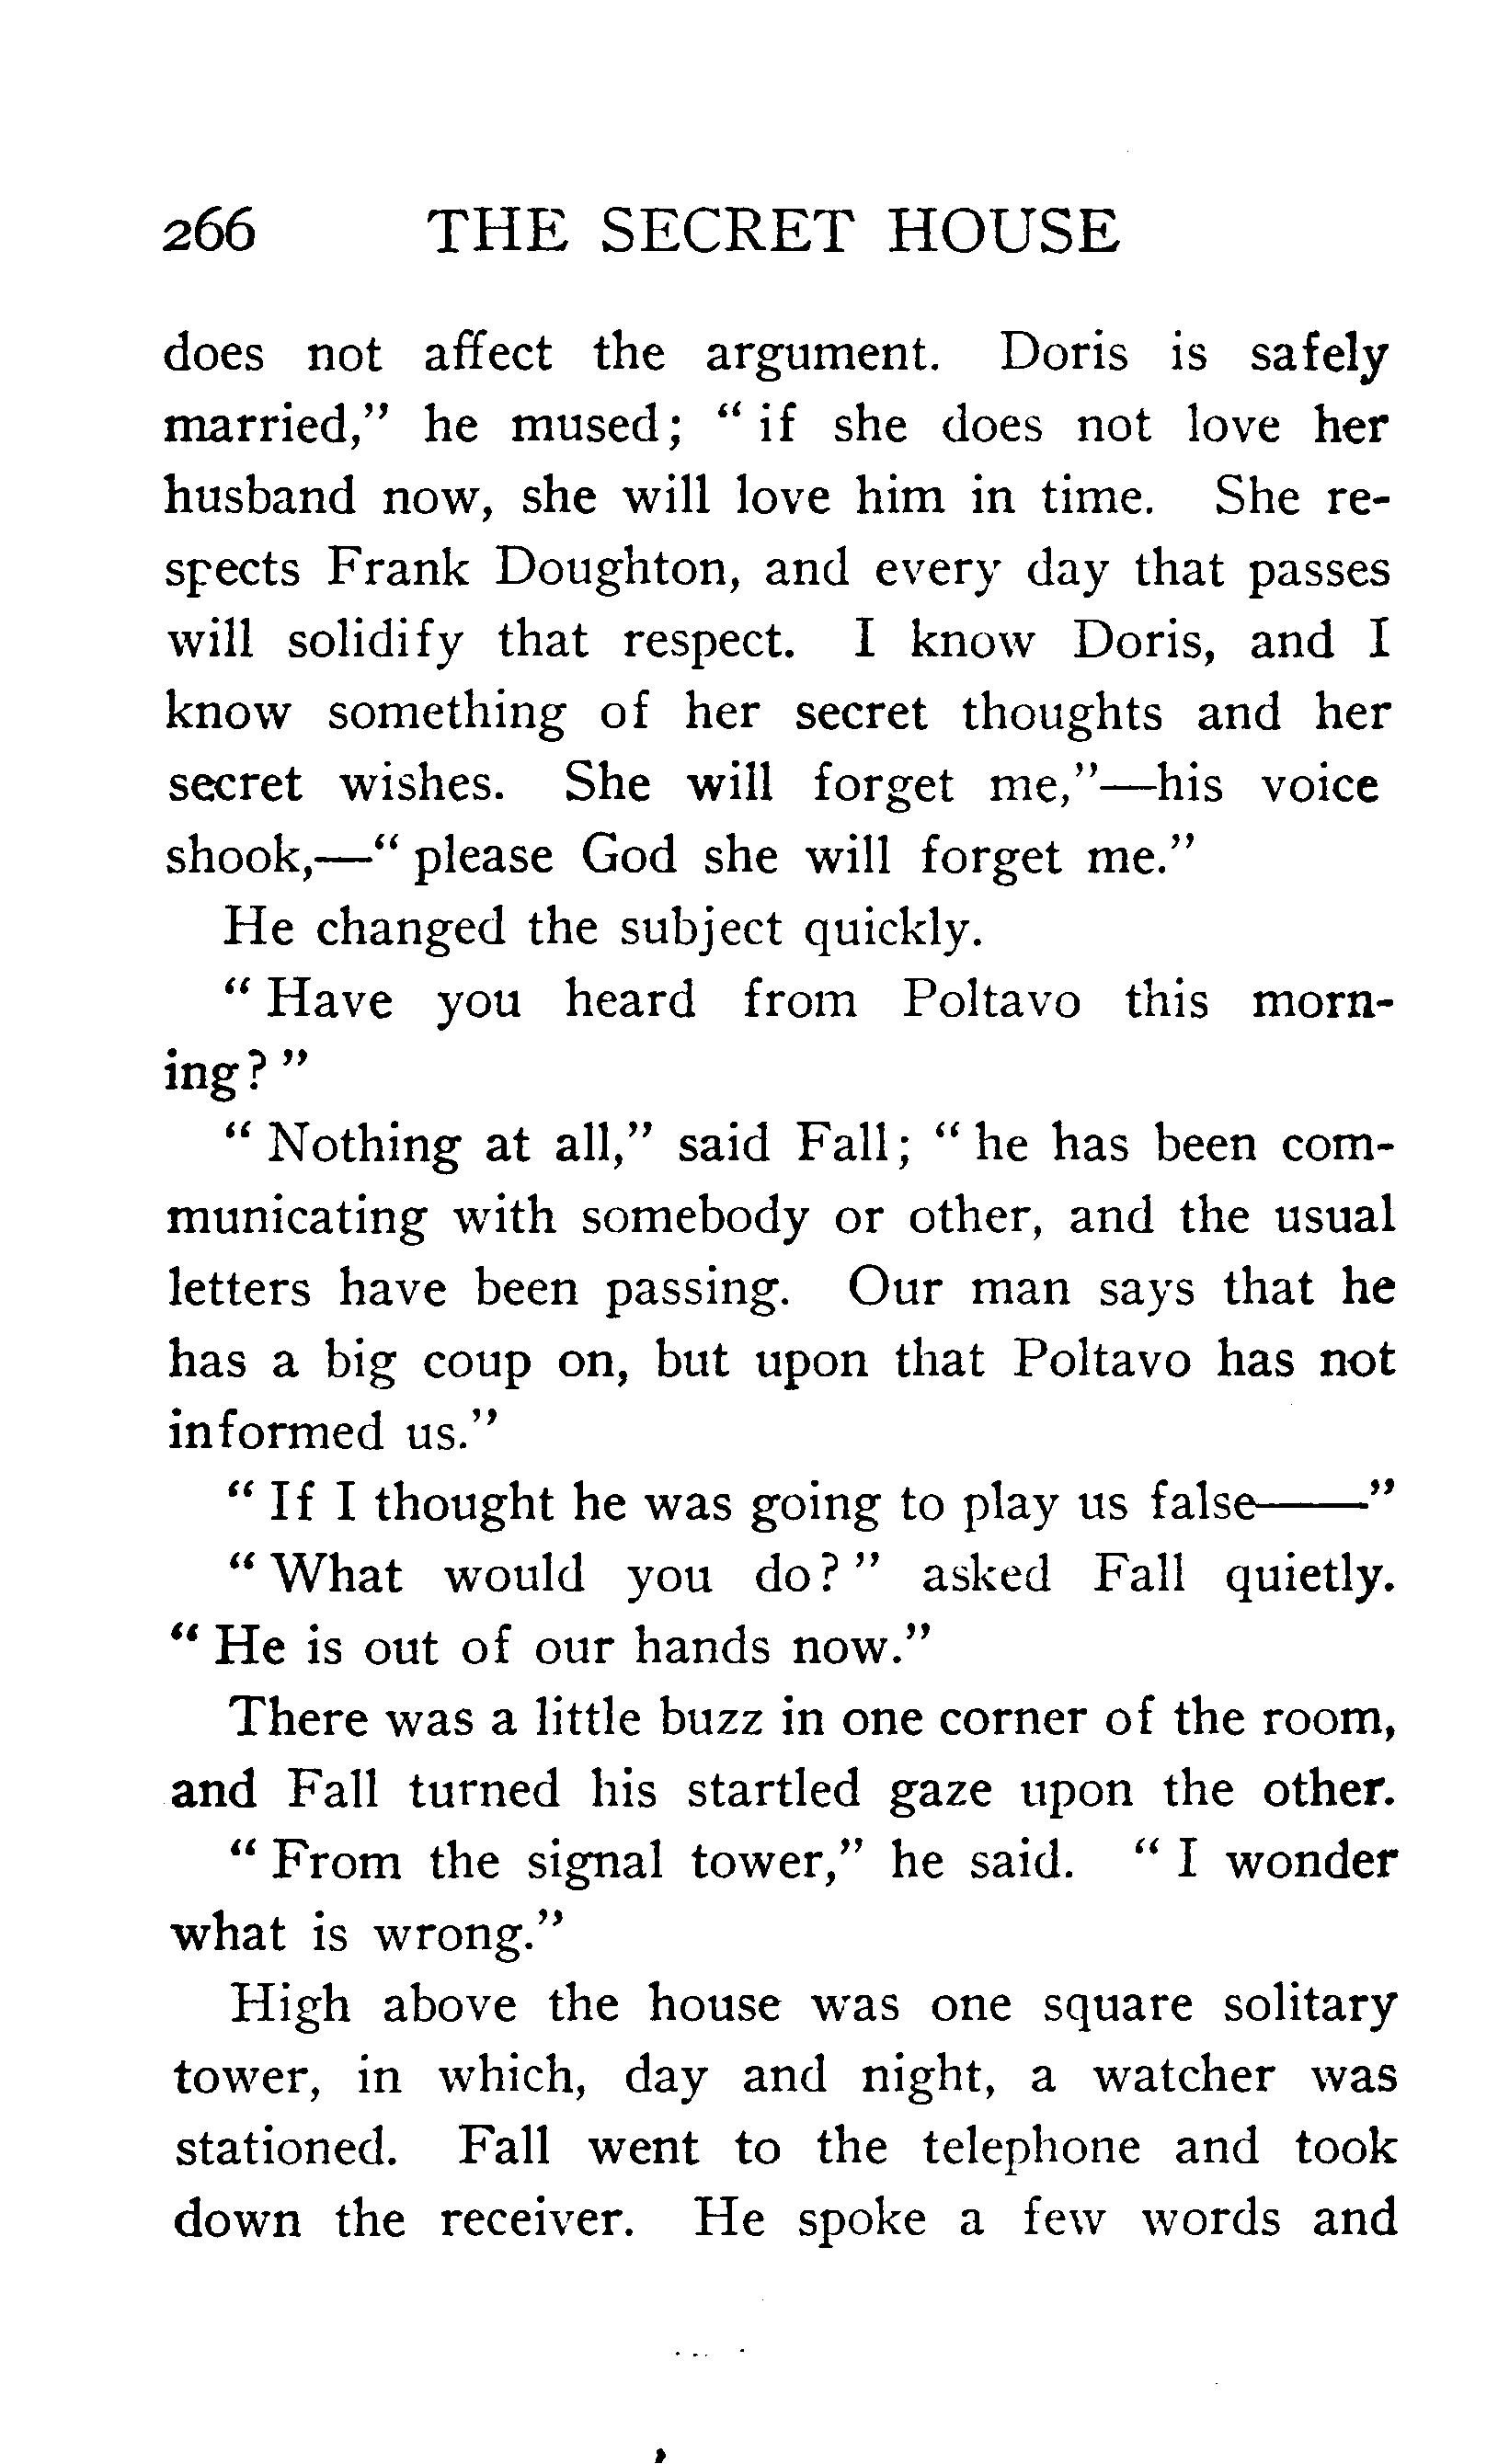 266 THE SECRET HOUSE
does not affect the argument. Doris is safely
married,” he mused; “ if she does not love her
husband now, she will love him in time. She re-
spects Frank Doughton, and every day that passes
will solidify that respect. I know Doris, and I
know something of her secret thoughts and her
secret wishes. She will forget me,”—his voice
shook,—“ please God she will forget me.”
He changed the subject quickly.
“ Have you heard from Poltavo this morn-
ing? ”
“ Nothing at all,” said Fall; “ he has been com-
municating with somebody or other, and the usual
letters have been passing. Our man says that he
has a big coup on, but upon that Poltavo has not
informed us.”
“ If I thought he was going to play us false——”
“ What would you do? ” asked Fall quietly.
“ He is out of our hands now.”
There was a little buzz in one corner of the room,
and Fall turned his startled gaze upon the other.
“ From the signal tower,” he said. “ I wonder
what is wrong.”
High above the house was one square solitary
tower, in which, day and night, a watcher was
stationed. Fall went to the telephone and took
down the receiver. He spoke a few words and